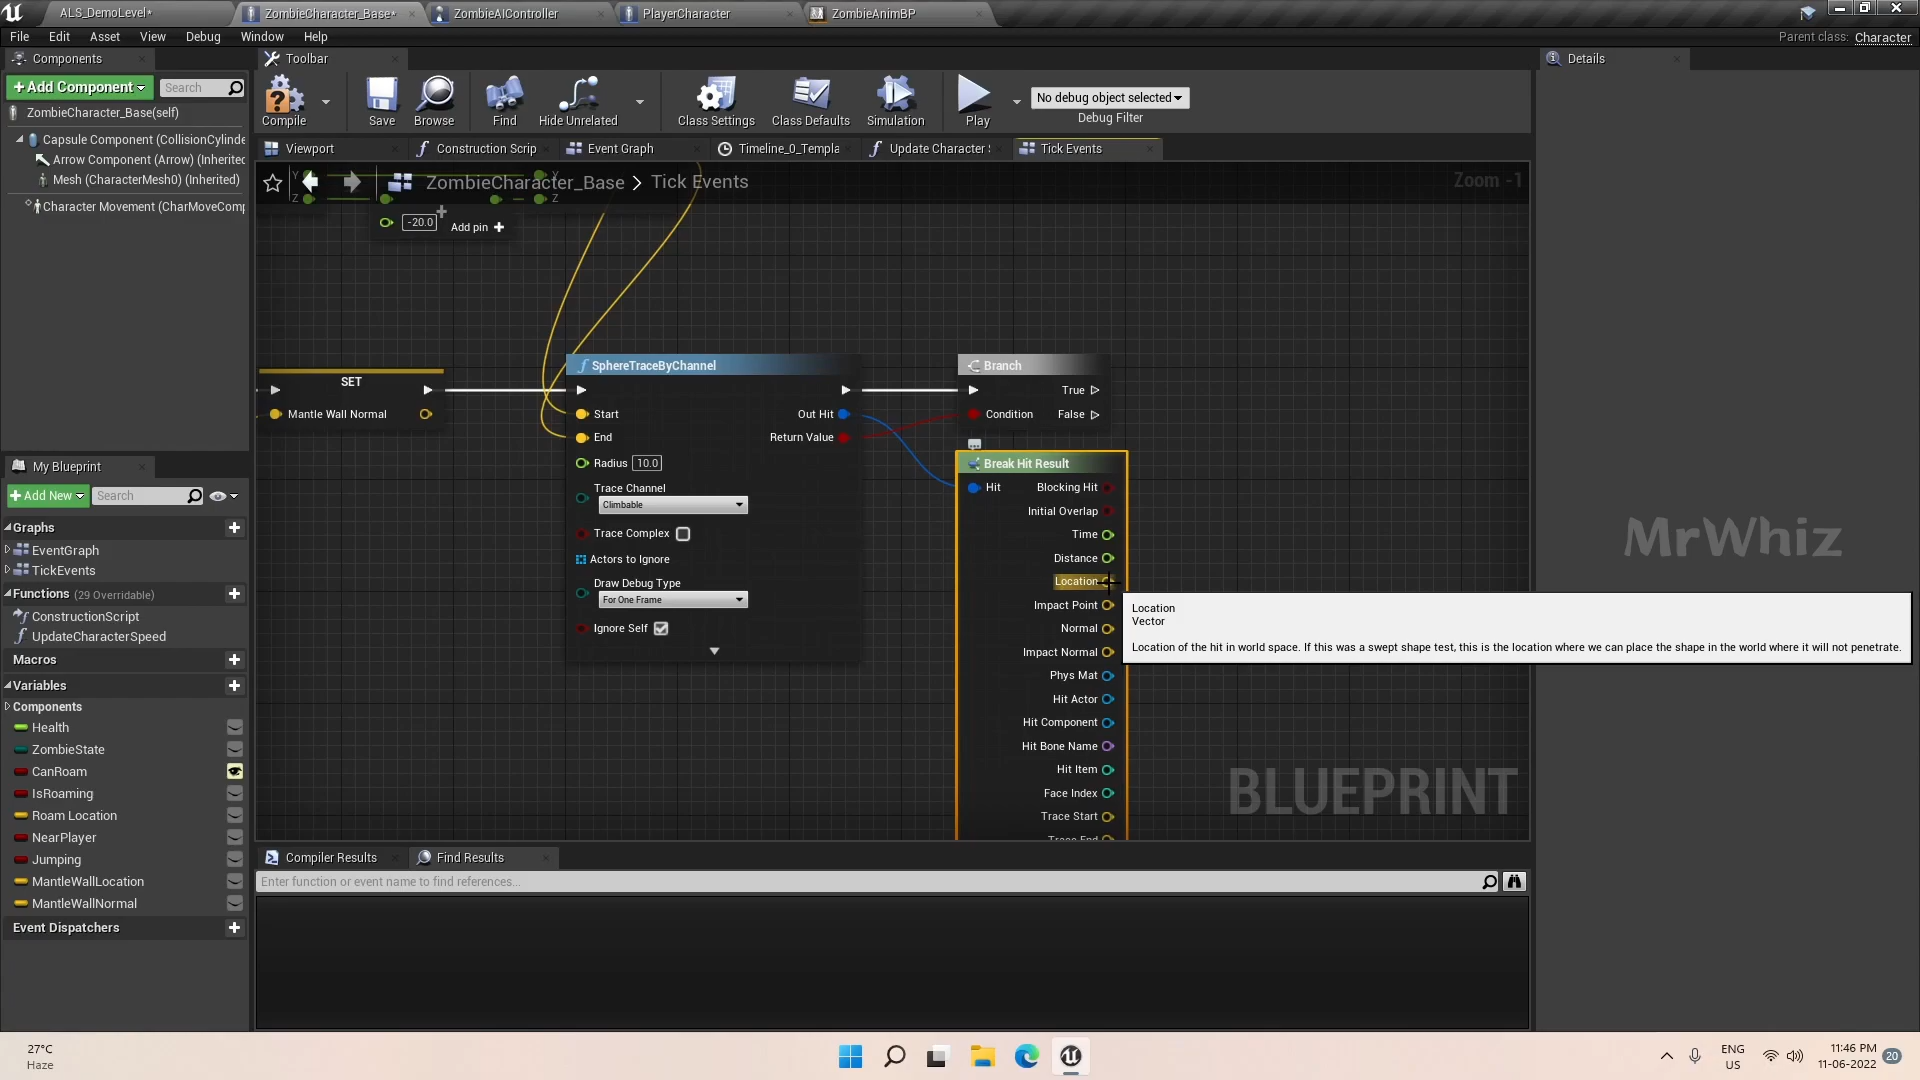 ALS_DemoLevel*
ZombieCharacter_Base*
ZombieAIController
PlayerCharacter
ZombieAnimBP
File Edit Asset View Debug Window Help
Parent class: Character
Components
Toolbar
Details
+Add Component
Search
ZombieCharacter_Base(self)
Capsule Component (CollisionCylinde
Arrow Component (Arrow) (Inherited
Mesh (CharacterMesh0) (Inherited)
Character Movement (CharMoveComp
Compile
Save
Browse
Find
Hide Unrelated
Class Settings
Class Defaults
Simulation
Play
No debug object selected
Debug Filter
Viewport
Construction Scrip
Event Graph
Timeline_0_Templa
Update Character S
Tick Events
ZombieCharacter_Base > Tick Events
Zoom -1
Y
Z
Y
Z
-20.0
Add pin +
SET
Mantle Wall Normal
SphereTraceByChannel
Start
End
Radius 10.0
Trace Channel
Climbable
Trace Complex
Actors to Ignore
Draw Debug Type
For One Frame
Ignore Self
Out Hit
Return Value
Branch
True
Condition
False
Break Hit Result
Hit
Blocking Hit
Initial Overlap
Time
Distance
Location
Impact Point
Normal
Impact Normal
Phys Mat
Hit Actor
Hit Component
Hit Bone Name
Hit Item
Face Index
Trace Start
Trace End
Location
Vector
Location of the hit in world space. If this was a swept shape test, this is the location where we can place the shape in the world where it will not penetrate.
MrWhiz
BLUEPRINT
My Blueprint
+Add New
Search
Graphs
EventGraph
TickEvents
Functions (29 Overridable)
ConstructionScript
UpdateCharacterSpeed
Macros
Variables
Components
Health
ZombieState
CanRoam
IsRoaming
Roam Location
NearPlayer
Jumping
MantleWallLocation
MantleWallNormal
Event Dispatchers
Compiler Results
Find Results
Enter function or event name to find references...
27°C
Haze
ENG
US
11:46 PM
11-06-2022
20